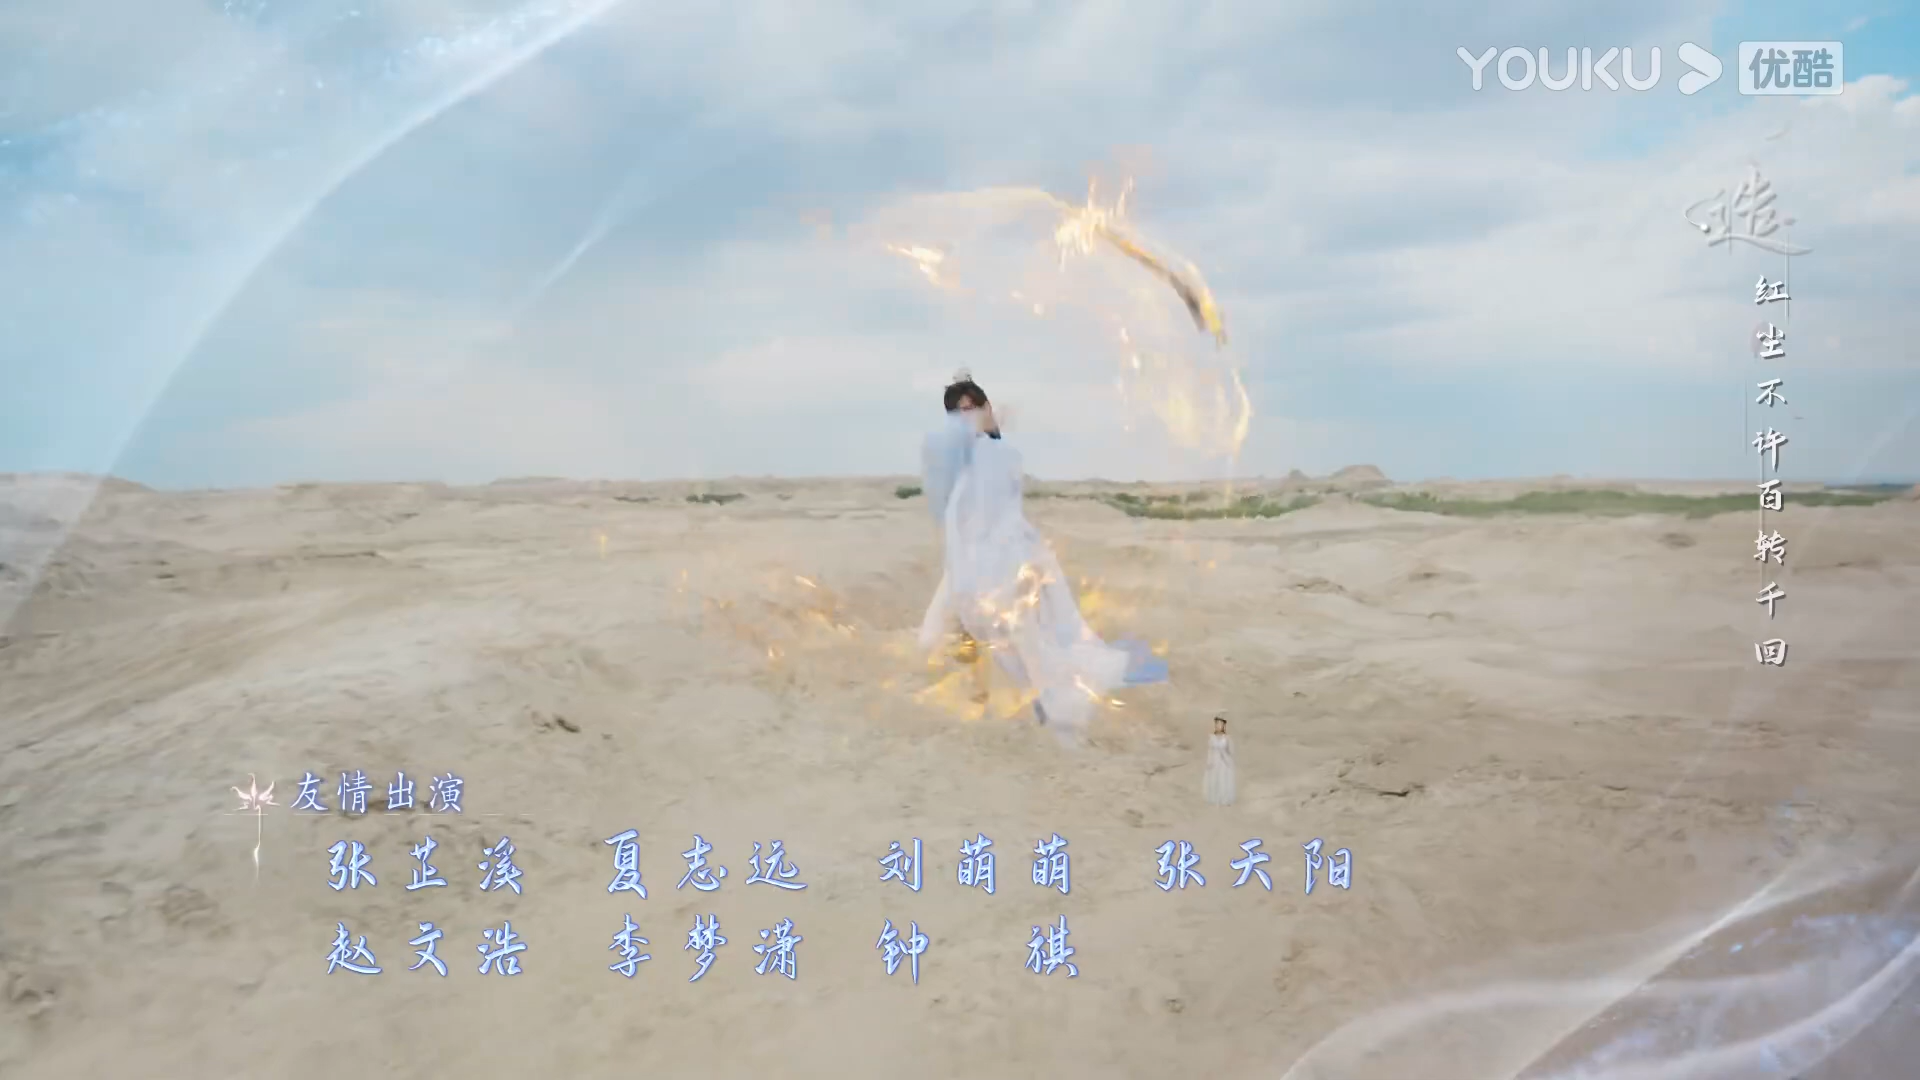 YOUKU 优酷
造
红尘不许百转千回
友情出演
张芷溪 夏志远 刘萌萌 张天阳
赵文浩 李梦潇 钟祺